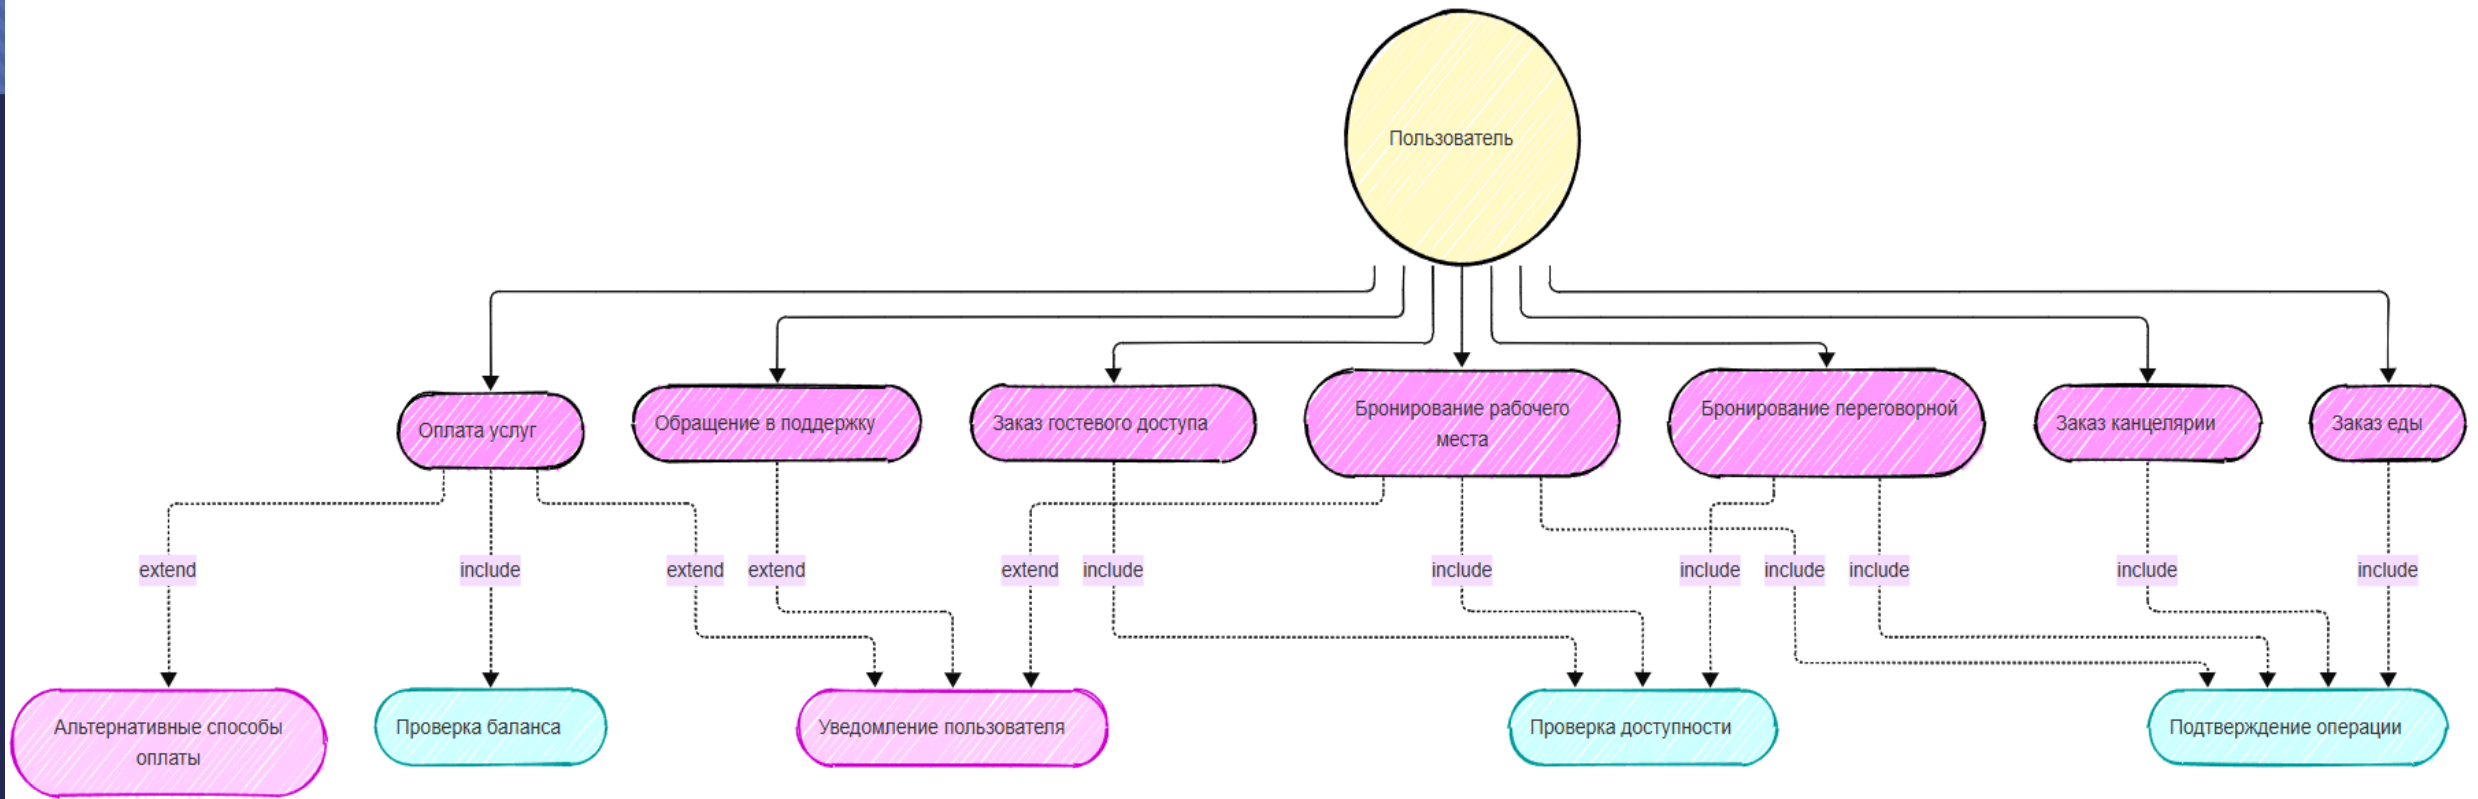 Пользователь
Оплата услуг
Обращение в поддержку
Заказ гостевого доступа
Бронирование рабочего
места
Бронирование переговорной
Заказ канцелярии
Заказ еды
extend
include
extend
extend
extend
include
include
include
include
include
include
include
Альтернативные способы
оплаты
Проверка баланса
Уведомление пользователя
Проверка доступности
Подтверждение операции